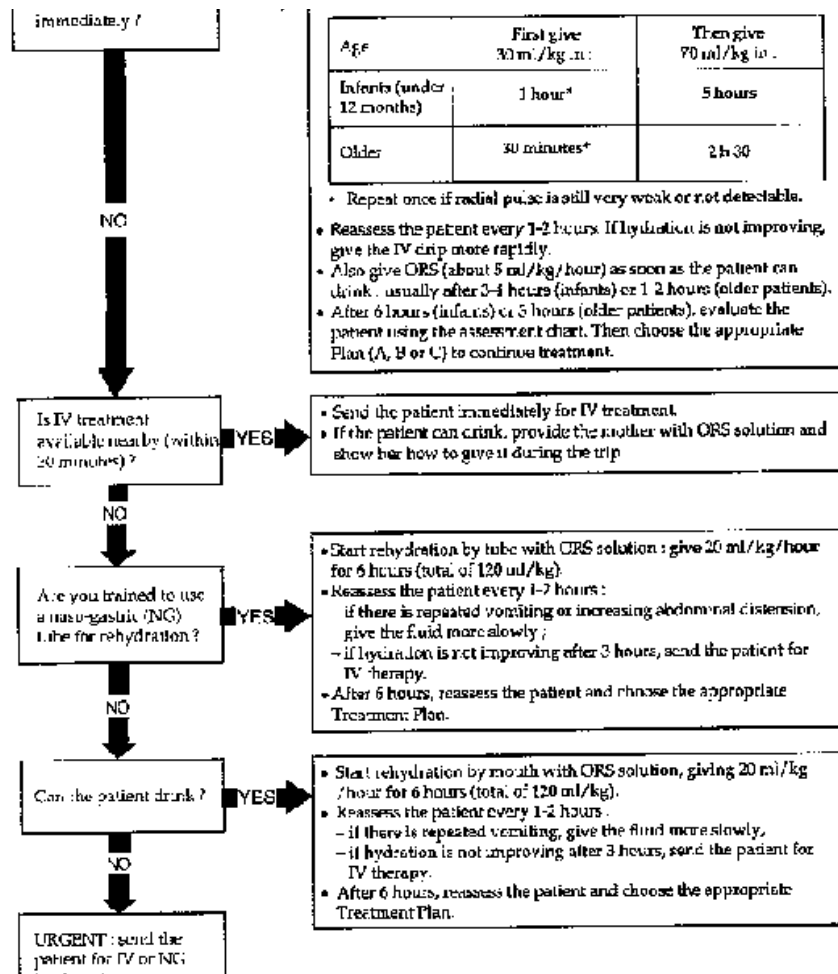 immediately ?
Age
First give
30 ml/kg in :
Then give
70 ml/kg in :
Infants (under
12 months)
1 hour*
5 hours
Older
30 minutes*
2 h 30
* Repeat once if radial pulse is still very weak or not detectable.
• Reassess the patient every 1-2 hours. If hydration is not improving,
give the IV drip more rapidly.
• Also give ORS (about 5 ml/kg/hour) as soon as the patient can
drink : usually after 3-4 hours (infants) or 1-2 hours (older patients).
• After 6 hours (infants) or 3 hours (older patients), evaluate the
patient using the assessment chart. Then choose the appropriate
Plan (A, B or C) to continue treatment.
NO
Is IV treatment
available nearby (within
30 minutes) ?
YES
• Send the patient immediately for IV treatment.
• If the patient can drink, provide the mother with ORS solution and
show her how to give it during the trip
NO
Are you trained to use
a naso-gastric (NG)
tube for rehydration ?
YES
• Start rehydration by tube with ORS solution : give 20 ml/kg/hour
for 6 hours (total of 120 ml/kg).
• Reassess the patient every 1-2 hours :
if there is repeated vomiting or increasing abdominal distension,
give the fluid more slowly ;
– if hydration is not improving after 3 hours, send the patient for
IV therapy.
• After 6 hours, reassess the patient and choose the appropriate
Treatment Plan.
NO
Can the patient drink ?
YES
• Start rehydration by mouth with ORS solution, giving 20 ml/kg
/hour for 6 hours (total of 120 ml/kg).
• Reassess the patient every 1-2 hours :
– if there is repeated vomiting, give the fluid more slowly,
– if hydration is not improving after 3 hours, send the patient for
IV therapy.
• After 6 hours, reassess the patient and choose the appropriate
Treatment Plan.
NO
URGENT : send the
patient for IV or NG